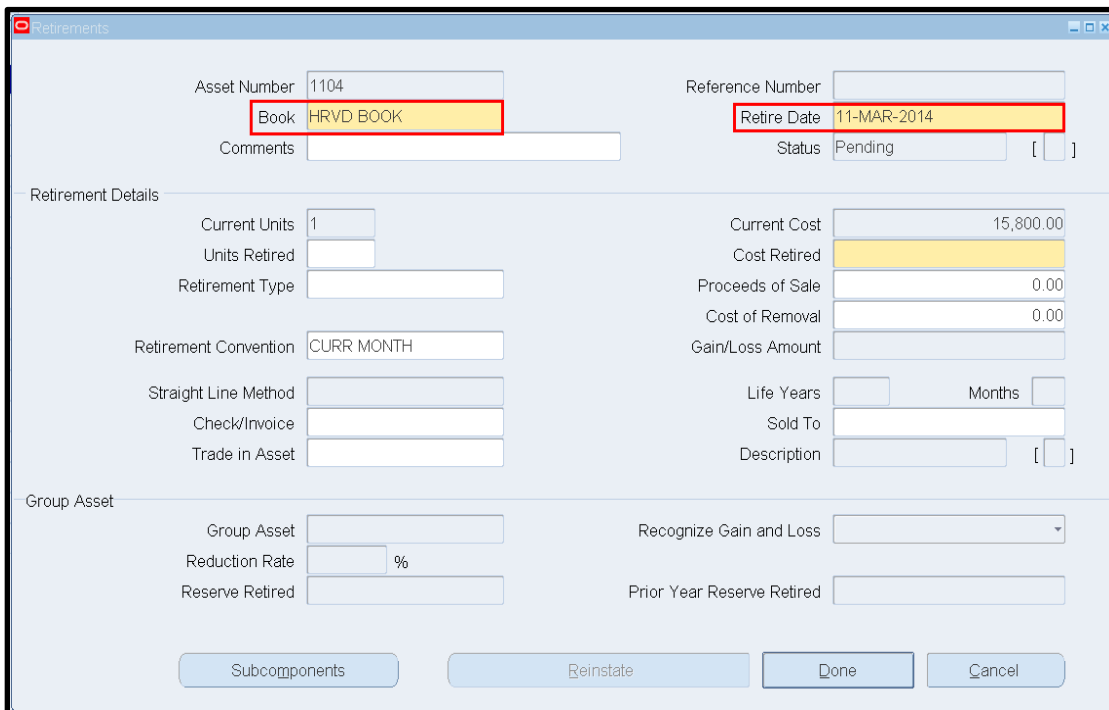 Retirements
Asset Number 1104 Reference Number
Book HRVD BOOK Retire Date 11-MAR-2014
Comments Status Pending [ ]
Retirement Details
Current Units 1 Current Cost 15,800.00
Units Retired Cost Retired
Retirement Type Proceeds of Sale 0.00
Cost of Removal 0.00
Retirement Convention CURR MONTH Gain/Loss Amount
Straight Line Method Life Years Months
Check/Invoice Sold To
Trade in Asset Description [ ]
Group Asset
Group Asset Recognize Gain and Loss
Reduction Rate %
Reserve Retired Prior Year Reserve Retired
Subcomponents Reinstate Done Cancel